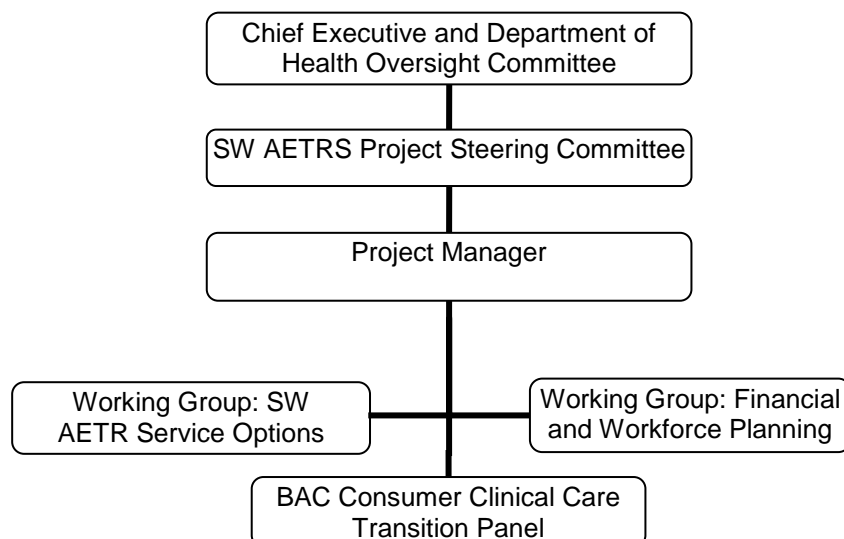 Chief Executive and Department of
Health Oversight Committee
SW AETRS Project Steering Committee
Project Manager
Working Group: SW
AETR Service Options
Working Group: Financial
and Workforce Planning
BAC Consumer Clinical Care
Transition Panel